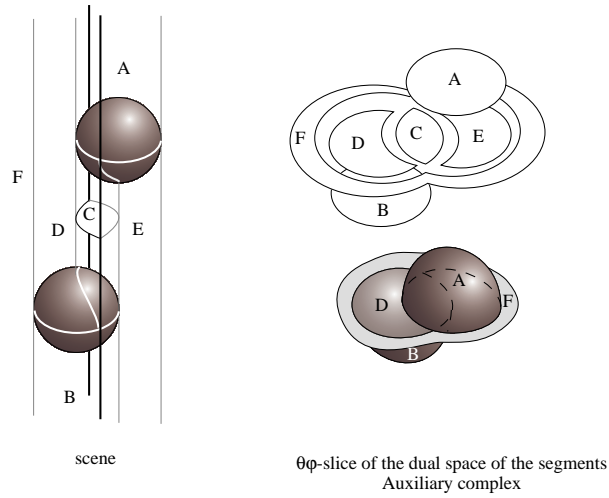 A
F
C
D
E
B
scene
A
F
D
C
E
B
A
D
F
B
θφ-slice of the dual space of the segments
Auxiliary complex